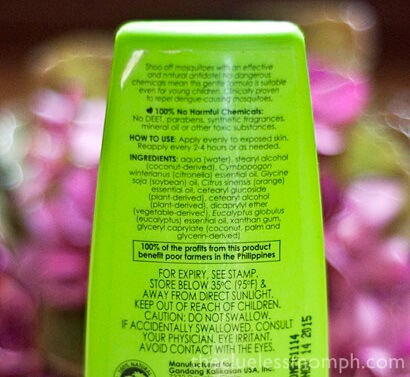 Shoo off mosquitoes with an effective
and natural antidote! No dangerous
chemicals mean this gentle formula is suitable
even for young children. Clinically proven
to repel dengue-causing mosquitoes.
100% No Harmful Chemicals:
No DEET, parabens, synthetic fragrances,
mineral oil or other toxic substances.
HOW TO USE: Apply evenly to exposed skin.
Reapply every 2-4 hours or as needed.
INGREDIENTS: aqua (water), stearyl alcohol
(coconut-derived), Cymbopogon
winterianus (citronella) essential oil, Glycine
soja (soybean) oil, Citrus sinensis (orange)
essential oil, cetearyl glucoside
(plant-derived), cetearyl alcohol
(plant-derived), dicaprylyl ether
(vegetable-derived), Eucalyptus globulus
(eucalyptus) essential oil, xanthan gum,
glyceryl caprylate (coconut, palm and
glycerin-derived)
100% of the profits from this product
benefit poor farmers in the Philippines
FOR EXPIRY, SEE STAMP.
STORE BELOW 35°C (95°F) &
AWAY FROM DIRECT SUNLIGHT.
KEEP OUT OF REACH OF CHILDREN.
CAUTION: DO NOT SWALLOW.
IF ACCIDENTALLY SWALLOWED, CONSULT
YOUR PHYSICIAN. EYE IRRITANT.
AVOID CONTACT WITH THE EYES.
Manufactured
Gandang Kalikasan USA, Inc.
14 2015